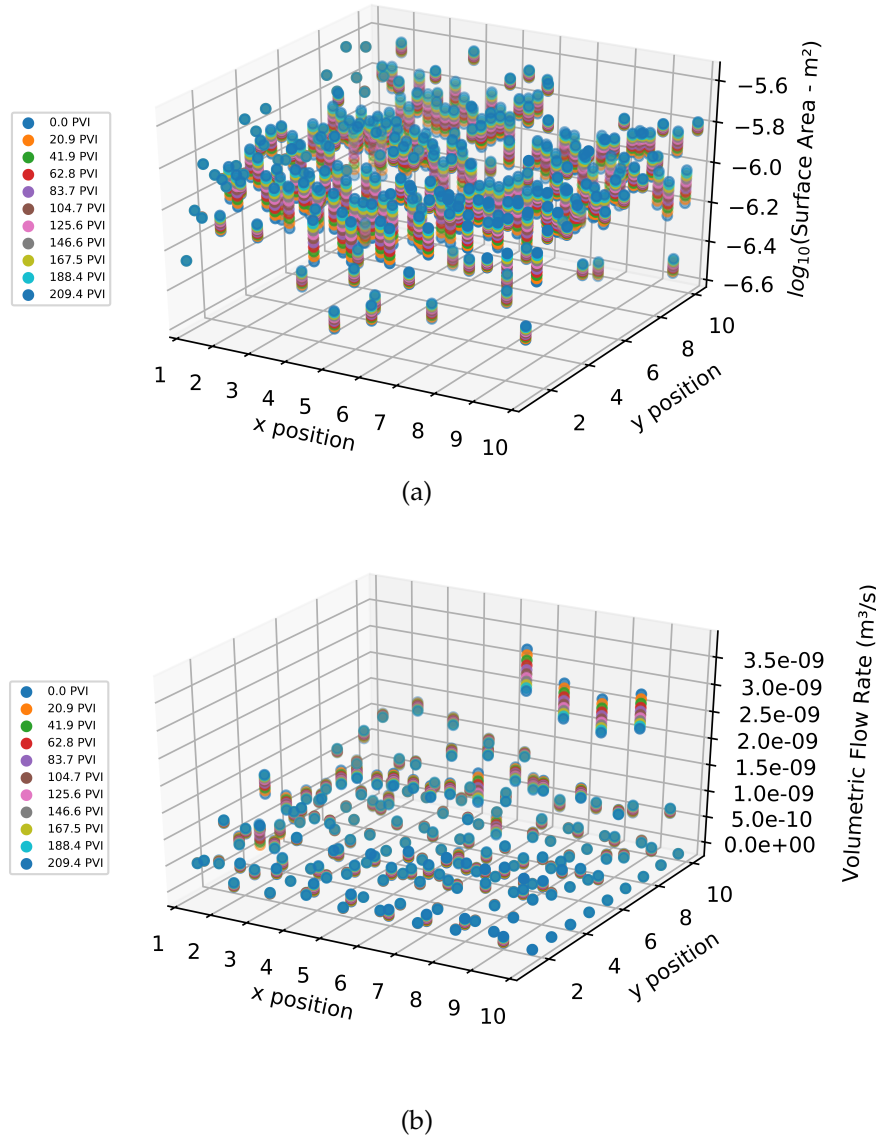 0.0 PVI
20.9 PVI
41.9 PVI
62.8 PVI
83.7 PVI
104.7 PVI
125.6 PVI
146.6 PVI
167.5 PVI
188.4 PVI
209.4 PVI
−5.6
−5.8
−6.0
−6.2
−6.4
−6.6
log₁₀(Surface Area - m²)
1 2 3 4 5 6 7 8 9 10
x position
2 4 6 8 10
y position
(a)
0.0 PVI
20.9 PVI
41.9 PVI
62.8 PVI
83.7 PVI
104.7 PVI
125.6 PVI
146.6 PVI
167.5 PVI
188.4 PVI
209.4 PVI
3.5e-09
3.0e-09
2.5e-09
2.0e-09
1.5e-09
1.0e-09
5.0e-10
0.0e+00
Volumetric Flow Rate (m³/s)
1 2 3 4 5 6 7 8 9 10
x position
2 4 6 8 10
y position
(b)